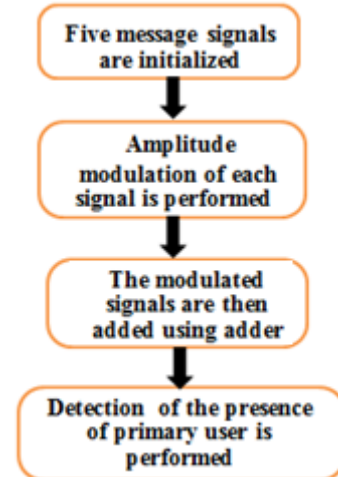 Five message signals
are initialized
Amplitude
modulation of each
signal is performed
The modulated
signals are then
added using adder
Detection of the presence
of primary user is
performed